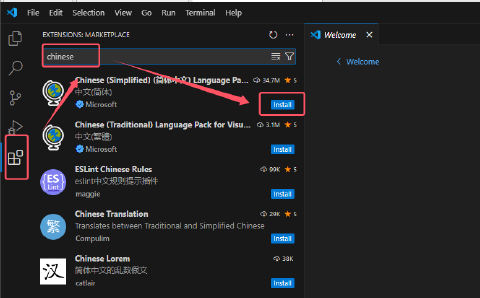 File Edit Selection View Go Run Terminal Help
EXTENSIONS: MARKETPLACE
Welcome
chinese
Welcome
Chinese (Simplified) (简体中文) Language Pa... 34.7M ★ 5
中文(简体)
Microsoft Install
Chinese (Traditional) Language Pack for Visu... 3.1M ★ 5
中文(繁體)
Microsoft Install
ES Lint
ESLint Chinese Rules 99K ★ 5
eslint中文规则提示插件
maggie Install
繁
Chinese Translation 29K ★ 5
Translates between Traditional and Simplified Chinese
Compulim Install
汉
Chinese Lorem 38K
简体中文的乱数假文
catlair Install